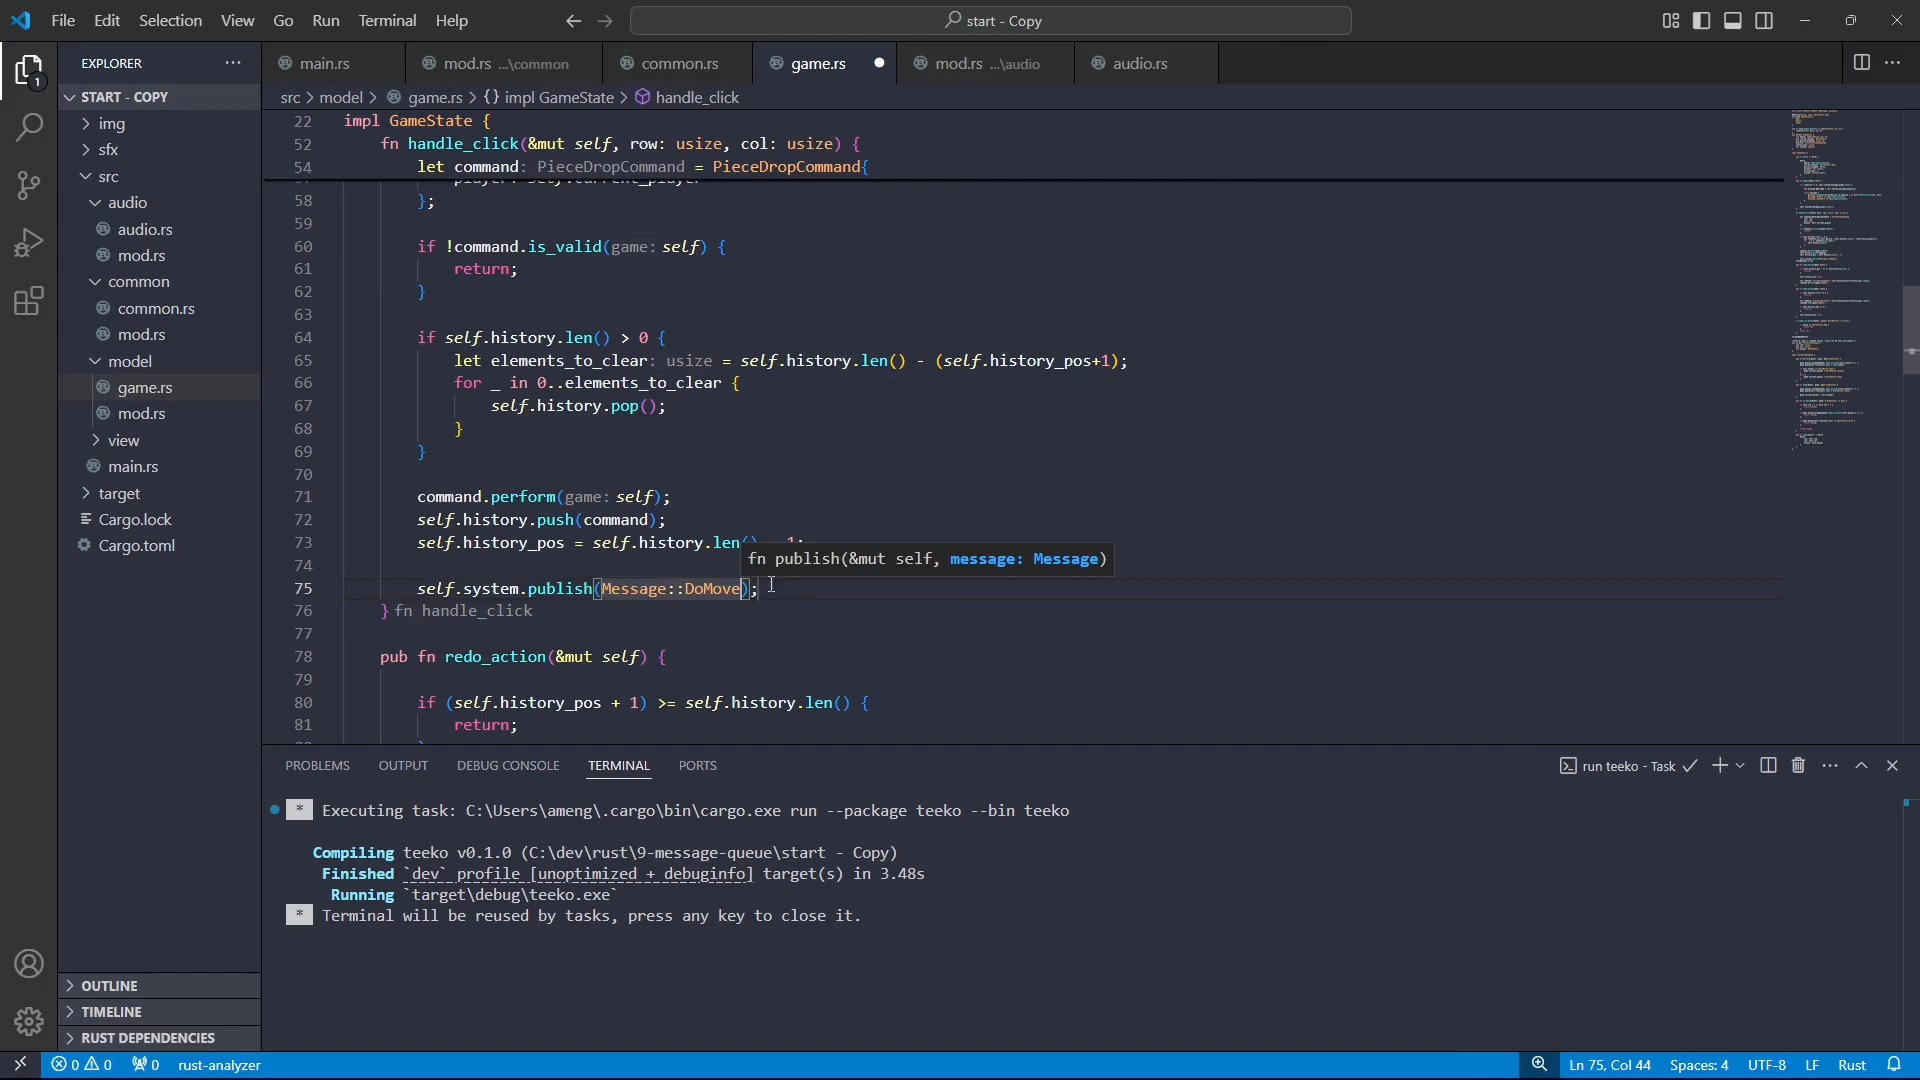 File Edit Selection View Go Run Terminal Help
start - Copy
EXPLORER
main.rs
mod.rs ...\common
common.rs
game.rs
mod.rs ...\audio
audio.rs
START - COPY
src > model > game.rs > {} impl GameState > handle_click
1
img
sfx
src
audio
audio.rs
mod.rs
common
common.rs
mod.rs
model
game.rs
mod.rs
view
main.rs
target
Cargo.lock
Cargo.toml
OUTLINE
TIMELINE
RUST DEPENDENCIES
22 impl GameState {
52 fn handle_click(&mut self, row: usize, col: usize) {
54 let command: PieceDropCommand = PieceDropCommand{
58 };
59
60 if !command.is_valid(game: self) {
61 return;
62 }
63
64 if self.history.len() > 0 {
65 let elements_to_clear: usize = self.history.len() - (self.history_pos+1);
66 for _ in 0..elements_to_clear {
67 self.history.pop();
68 }
69 }
70
71 command.perform(game: self);
72 self.history.push(command);
73 self.history_pos = self.history.len() - 1;
fn publish(&mut self, message: Message)
74
75 self.system.publish(Message::DoMove);
76 } fn handle_click
77
78 pub fn redo_action(&mut self) {
79
80 if (self.history_pos + 1) >= self.history.len() {
81 return;
PROBLEMS OUTPUT DEBUG CONSOLE TERMINAL PORTS
run teeko - Task
* Executing task: C:\Users\ameng\.cargo\bin\cargo.exe run --package teeko --bin teeko
Compiling teeko v0.1.0 (C:\dev\rust\9-message-queue\start - Copy)
Finished `dev` profile [unoptimized + debuginfo] target(s) in 3.48s
Running `target\debug\teeko.exe`
* Terminal will be reused by tasks, press any key to close it.
0 0 0 rust-analyzer
Ln 75, Col 44 Spaces: 4 UTF-8 LF Rust